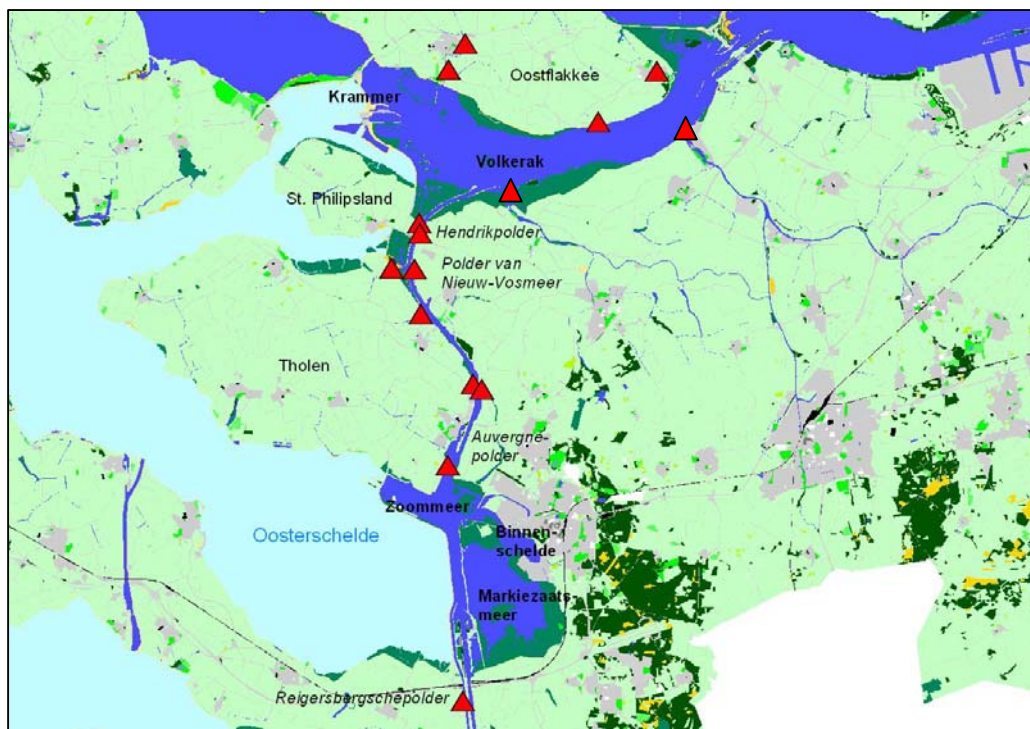 Oostflakkee
Krammer
Volkerak
St. Philipsland
Hendrikpolder
Polder van
Nieuw-Vosmeer
Tholen
Auvergne-
polder
Zoommeer
Oosterschelde
Binnen-
schelde
Markiezaats-
meer
Reigersbergschepolder